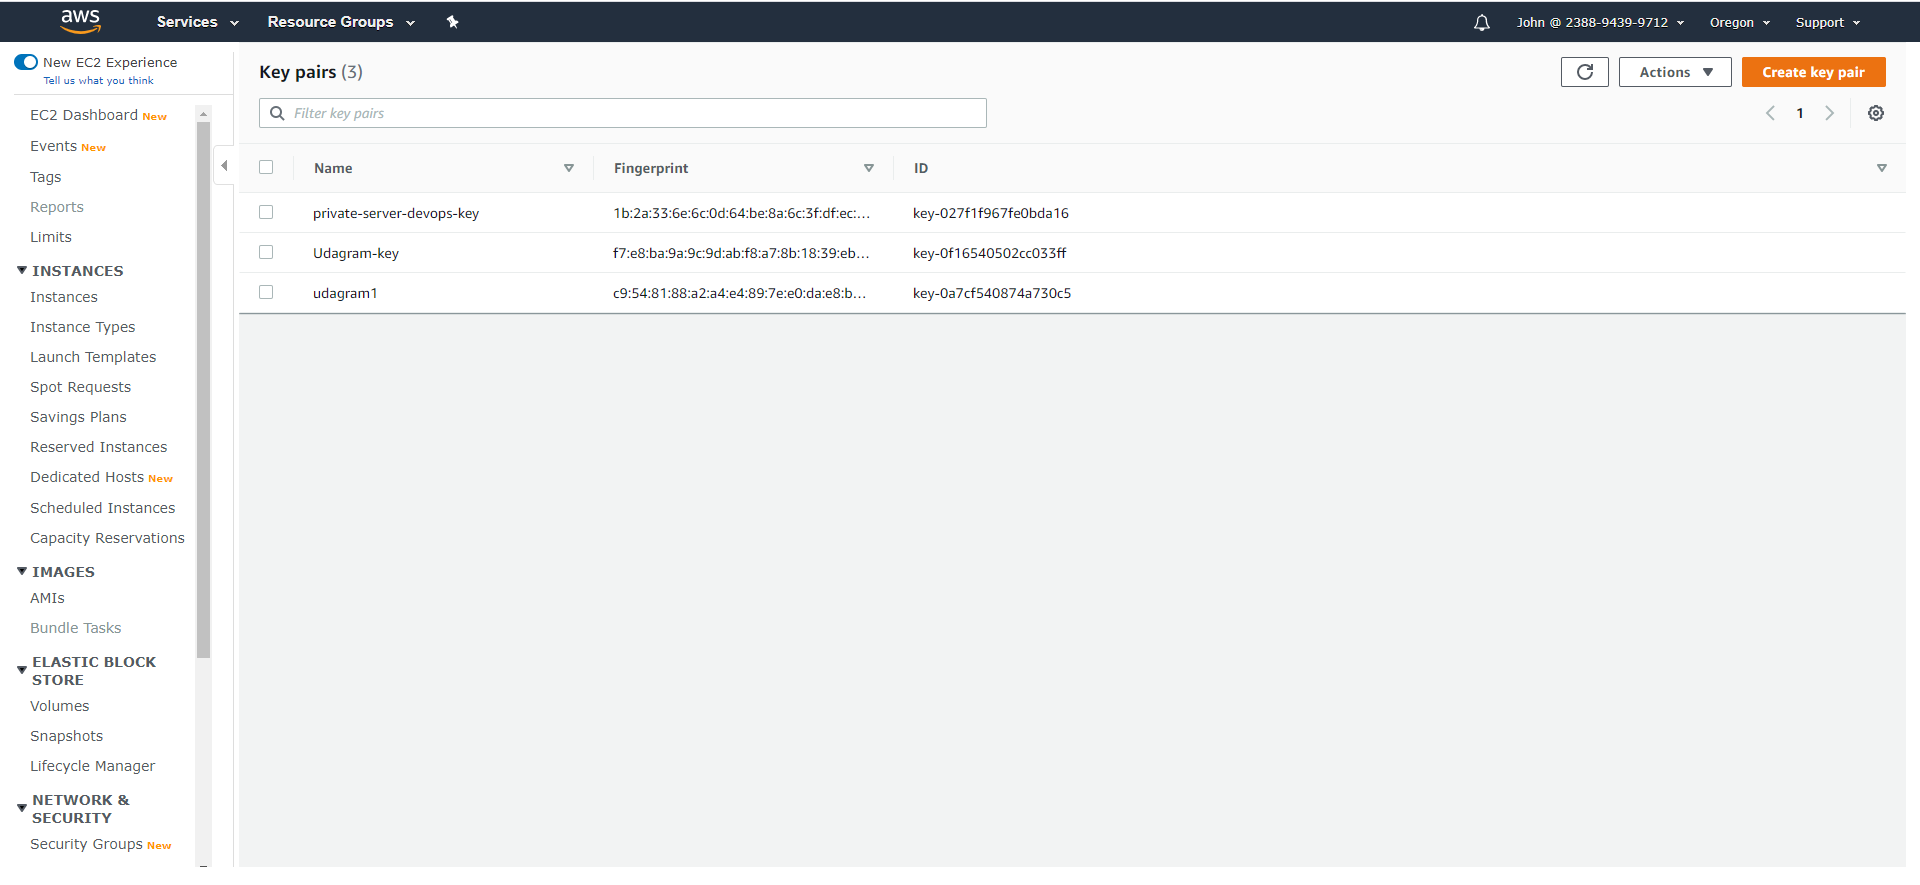 aws Services Resource Groups John @ 2388-9439-9712 Oregon Support
New EC2 Experience
Tell us what you think
EC2 Dashboard New
Events New
Tags
Reports
Limits
INSTANCES
Instances
Instance Types
Launch Templates
Spot Requests
Savings Plans
Reserved Instances
Dedicated Hosts New
Scheduled Instances
Capacity Reservations
IMAGES
AMIs
Bundle Tasks
ELASTIC BLOCK
STORE
Volumes
Snapshots
Lifecycle Manager
NETWORK &
SECURITY
Security Groups New
Key pairs (3) Actions Create key pair
Filter key pairs 1
Name Fingerprint ID
private-server-devops-key 1b:2a:33:6e:6c:0d:64:be:8a:6c:3f:df:ec:... key-027f1f967fe0bda16
Udagram-key f7:e8:ba:9a:9c:9d:ab:f8:a7:8b:18:39:eb... key-0f16540502cc033ff
udagram1 c9:54:81:88:a2:a4:e4:89:7e:e0:da:e8:b... key-0a7cf540874a730c5